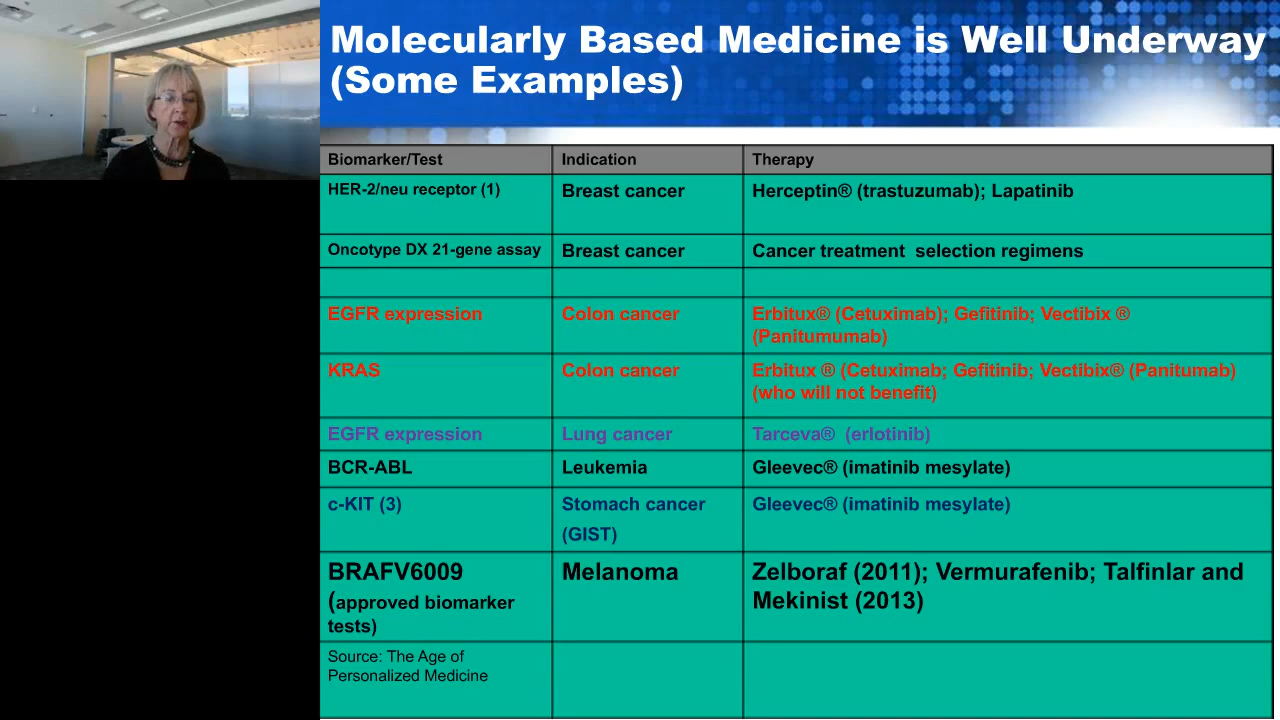 Molecularly Based Medicine is Well Underway
(Some Examples)
Biomarker/Test Indication Therapy
HER-2/neu receptor (1) Breast cancer Herceptin® (trastuzumab); Lapatinib
Oncotype DX 21-gene assay Breast cancer Cancer treatment selection regimens
EGFR expression Colon cancer Erbitux® (Cetuximab); Gefitinib; Vectibix ®
(Panitumumab)
KRAS Colon cancer Erbitux ® (Cetuximab; Gefitinib; Vectibix® (Panitumab)
(who will not benefit)
EGFR expression Lung cancer Tarceva® (erlotinib)
BCR-ABL Leukemia Gleevec® (imatinib mesylate)
c-KIT (3) Stomach cancer Gleevec® (imatinib mesylate)
(GIST)
BRAFV6009 Melanoma Zelboraf (2011); Vermurafenib; Talfinlar and
(approved biomarker Mekinist (2013)
tests)
Source: The Age of
Personalized Medicine